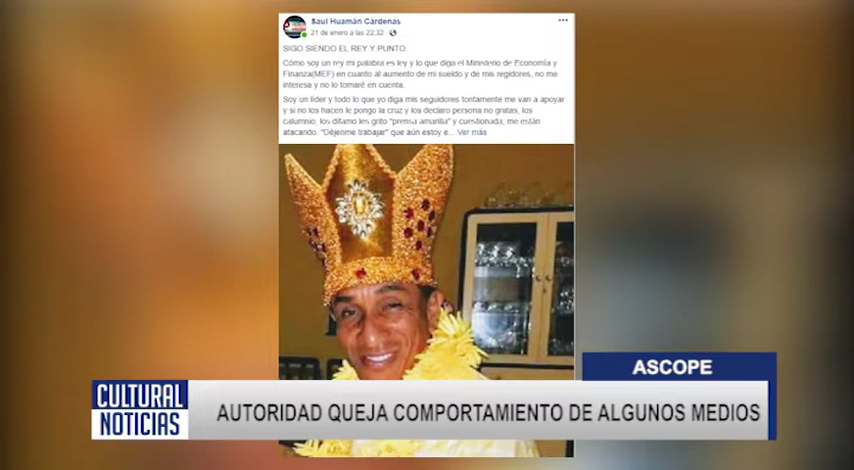 Saul Huamán Cárdenas
21 de enero a las 22:32
SIGO SIENDO EL REY Y PUNTO.
Cómo soy un rey mi palabra es ley y lo que diga el Ministerio de Economía y
Finanza(MEF) en cuanto al aumento de mi sueldo y de mis regidores, no me
interesa y no lo tomaré en cuenta.
Soy un líder y todo lo que yo diga mis seguidores tontamente me van a apoyar
y si no los hacen le pongo la cruz y los declaro persona no gratas, los
calumnio, los difamo les grito "prensa amarilla" y cuestionada, me están
atacando. "Déjenme trabajar" que aún estoy e... Ver más
ASCOPE
CULTURAL
NOTICIAS
AUTORIDAD QUEJA COMPORTAMIENTO DE ALGUNOS MEDIOS